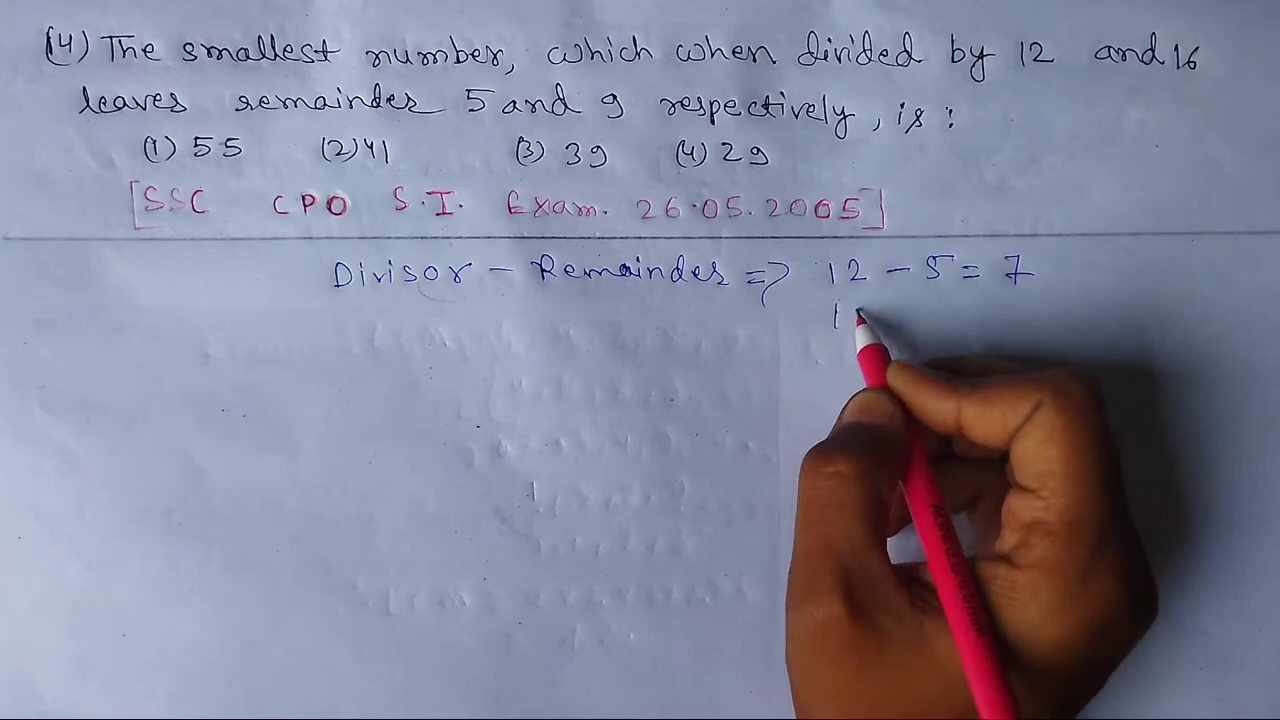 (4) The smallest number, which when divided by 12 and 16
leaves remainder 5 and 9 respectively, is:
(1) 55 (2) 41 (3) 39 (4) 29
[SSC CPO S.I. Exam. 26.05.2005]
Divisor - Remainder => 12 - 5 = 7
1